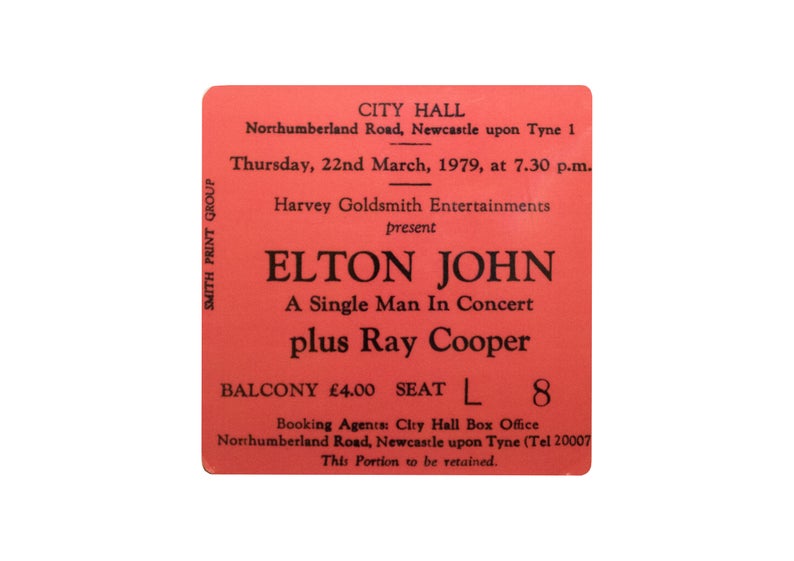 CITY HALL
Northumberland Road, Newcastle upon Tyne 1
Thursday, 22nd March, 1979, at 7.30 p.m.
Harvey Goldsmith Entertainments
present
ELTON JOHN
A Single Man In Concert
plus Ray Cooper
BALCONY £4.00 SEAT L 8
Booking Agents: City Hall Box Office
Northumberland Road, Newcastle upon Tyne (Tel 20007
This Portion to be retained.
SMITH PRINT GROUP